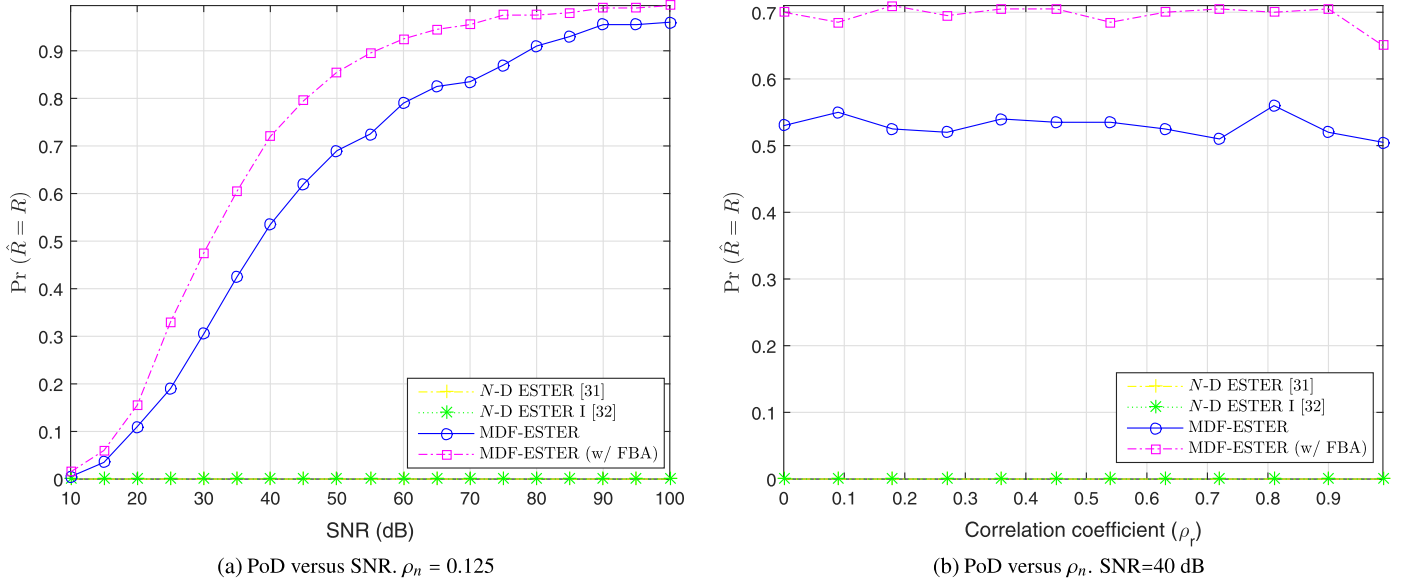 Pr (R̂ = R)
0.9
0.8
0.7
0.6
0.5
0.4
0.3
0.2
0.1
0
10 20 30 40 50 60 70 80 90 100
SNR (dB)
N-D ESTER [31]
N-D ESTER I [32]
MDF-ESTER
MDF-ESTER (w/ FBA)
(a) PoD versus SNR. ρn = 0.125
Pr (R̂ = R)
0.7
0.6
0.5
0.4
0.3
0.2
0.1
0
0 0.1 0.2 0.3 0.4 0.5 0.6 0.7 0.8 0.9
Correlation coefficient (ρr)
N-D ESTER [31]
N-D ESTER I [32]
MDF-ESTER
MDF-ESTER (w/ FBA)
(b) PoD versus ρn. SNR=40 dB